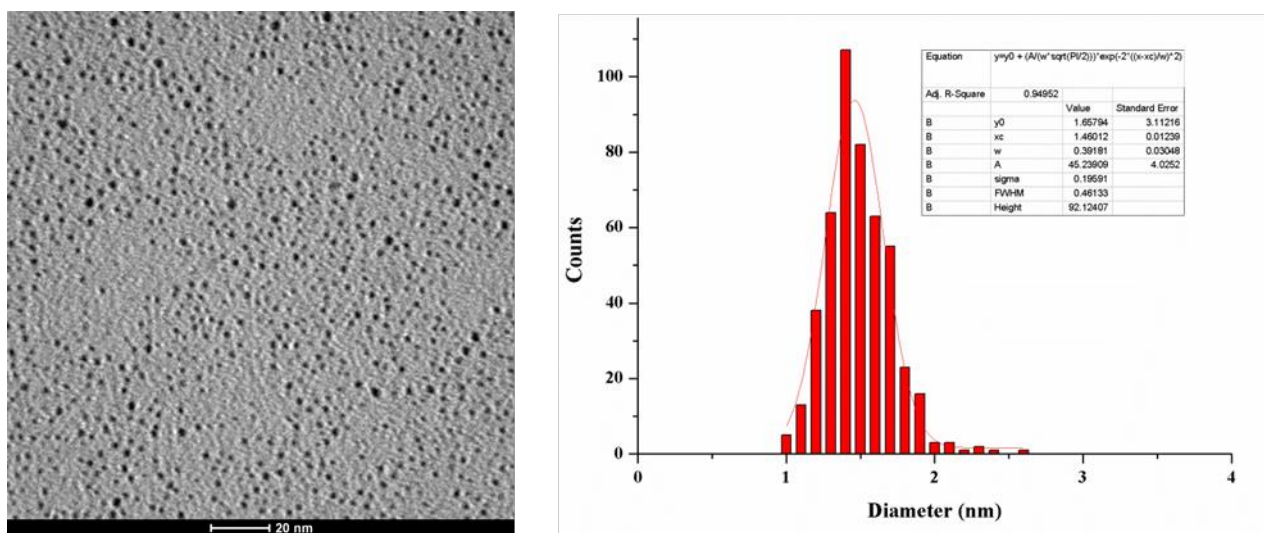 20 nm
Equation y=y0 + (A/(w*sqrt(PI/2)))*exp(-2*((x-xc)/w)^2)
Adj. R-Square 0.94952
Value Standard Error
B y0 1.65794 3.11216
B xc 1.46012 0.01239
B w 0.39181 0.03048
B A 45.23909 4.0252
B sigma 0.19591
B FWHM 0.46133
B Height 92.12407
100
80
60
40
20
0
0 1 2 3 4
Counts
Diameter (nm)